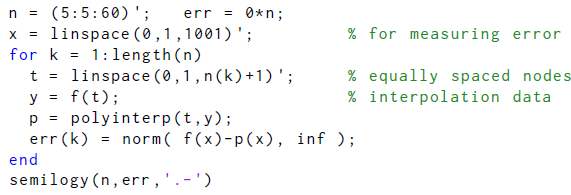 n = (5:5:60)'; err = 0*n;
x = linspace(0,1,1001)'; % for measuring error
for k = 1:length(n)
t = linspace(0,1,n(k)+1)'; % equally spaced nodes
y = f(t); % interpolation data
p = polyinterp(t,y);
err(k) = norm( f(x)-p(x), inf );
end
semilogy(n,err,'.-')